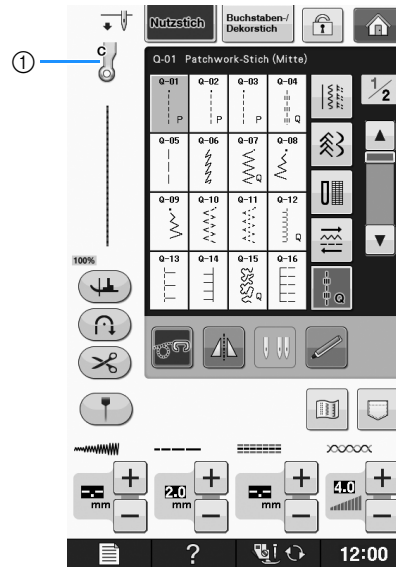 Nutzstich
Buchstaben-/
Dekorstich
C
①
Q-01 Patchwork-Stich (Mitte)
1/2
Q-01 Q-02 Q-03 Q-04
P P P Q
Q-05 Q-06 Q-07 Q-08
Q
Q-09 Q-10 Q-11 Q-12
Q
Q-13 Q-14 Q-15 Q-16
Q
Q
100%
-.- + 2.0 + -.- + 4.0 +
mm − mm − mm − −
? 12:00